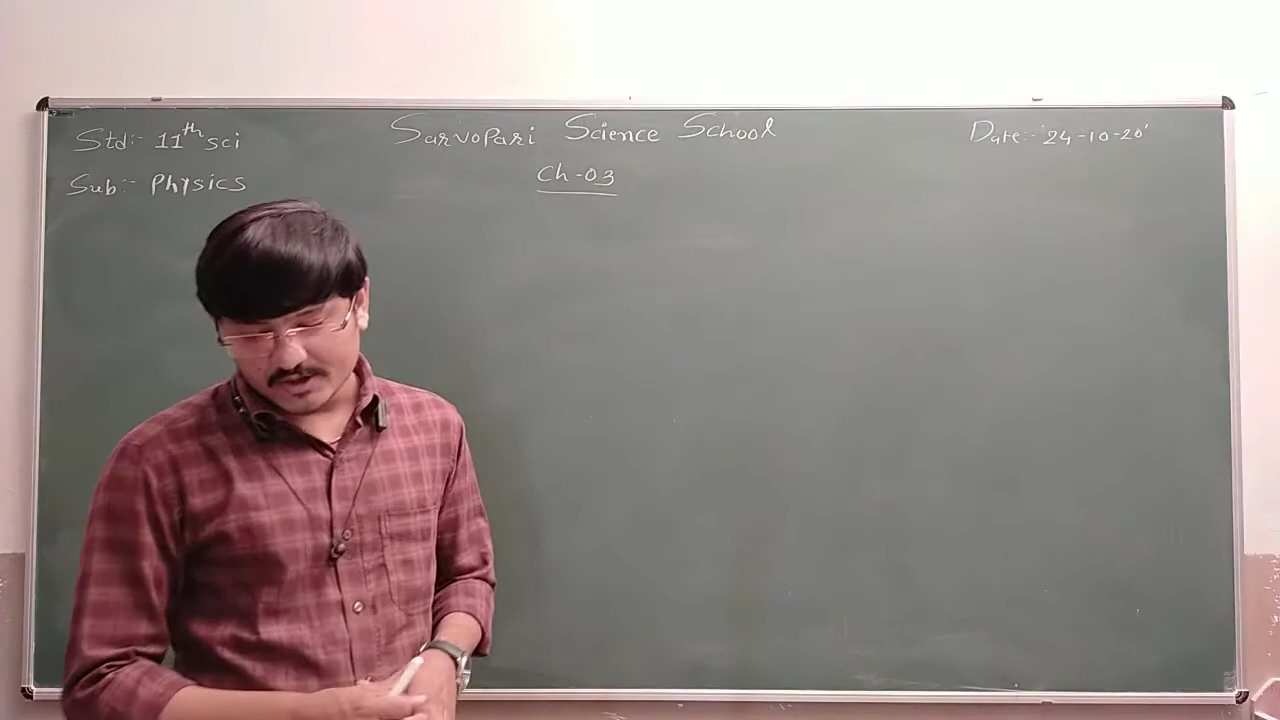 Std:- 11th sci
Sarvopari Science School
Date:- '24-10-20'
Sub:- Physics
Ch-03